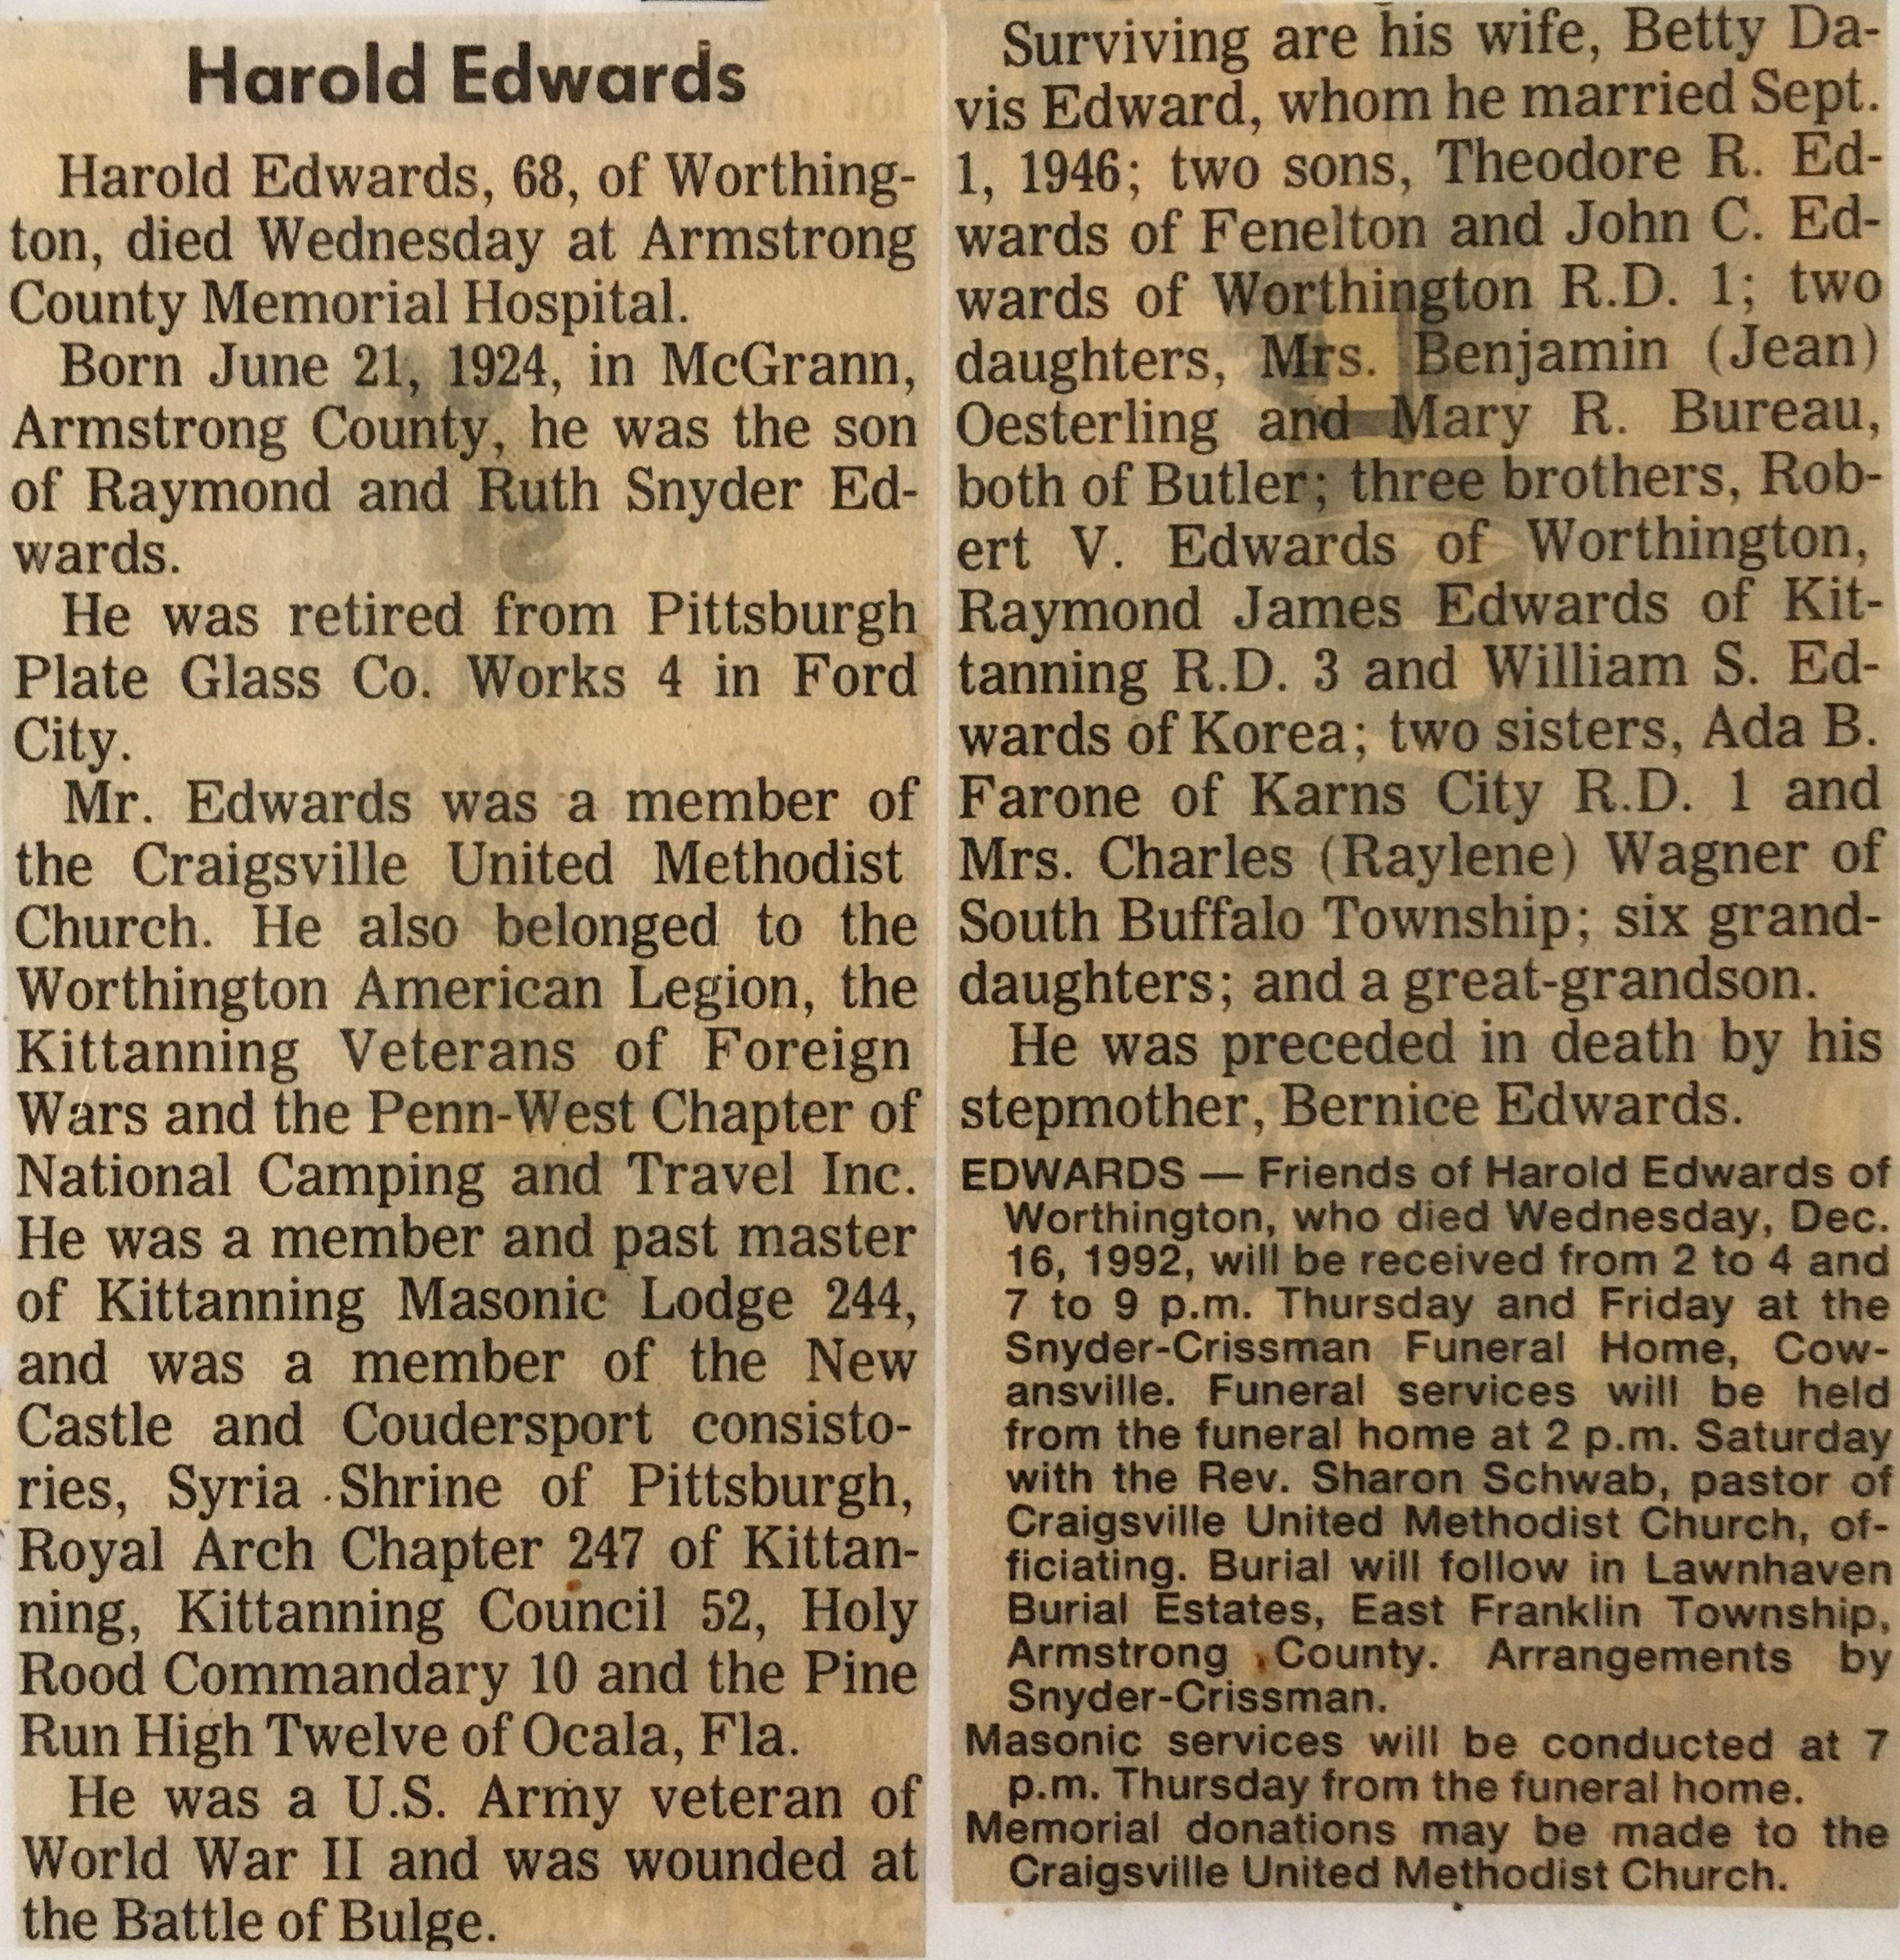 Harold Edwards
Harold Edwards, 68, of Worthing-
ton, died Wednesday at Armstrong
County Memorial Hospital.
Born June 21, 1924, in McGrann,
Armstrong County, he was the son
of Raymond and Ruth Snyder Ed-
wards.
He was retired from Pittsburgh
Plate Glass Co. Works 4 in Ford
City.
Mr. Edwards was a member of
the Craigsville United Methodist
Church. He also belonged to the
Worthington American Legion, the
Kittanning Veterans of Foreign
Wars and the Penn-West Chapter of
National Camping and Travel Inc.
He was a member and past master
of Kittanning Masonic Lodge 244,
and was a member of the New
Castle and Coudersport consisto-
ries, Syria Shrine of Pittsburgh,
Royal Arch Chapter 247 of Kittan-
ning, Kittanning Council 52, Holy
Rood Commandary 10 and the Pine
Run High Twelve of Ocala, Fla.
He was a U.S. Army veteran of
World War II and was wounded at
the Battle of Bulge.
Surviving are his wife, Betty Da-
vis Edward, whom he married Sept.
1, 1946; two sons, Theodore R. Ed-
wards of Fenelton and John C. Ed-
wards of Worthington R.D. 1; two
daughters, Mrs. Benjamin (Jean)
Oesterling and Mary R. Bureau,
both of Butler; three brothers, Rob-
ert V. Edwards of Worthington,
Raymond James Edwards of Kit-
tanning R.D. 3 and William S. Ed-
wards of Korea; two sisters, Ada B.
Farone of Karns City R.D. 1 and
Mrs. Charles (Raylene) Wagner of
South Buffalo Township; six grand-
daughters; and a great-grandson.
He was preceded in death by his
stepmother, Bernice Edwards.
EDWARDS — Friends of Harold Edwards of
Worthington, who died Wednesday, Dec.
16, 1992, will be received from 2 to 4 and
7 to 9 p.m. Thursday and Friday at the
Snyder-Crissman Funeral Home, Cow-
ansville. Funeral services will be held
from the funeral home at 2 p.m. Saturday
with the Rev. Sharon Schwab, pastor of
Craigsville United Methodist Church, of-
ficiating. Burial will follow in Lawnhaven
Burial Estates, East Franklin Township,
Armstrong County. Arrangements by
Snyder-Crissman.
Masonic services will be conducted at 7
p.m. Thursday from the funeral home.
Memorial donations may be made to the
Craigsville United Methodist Church.